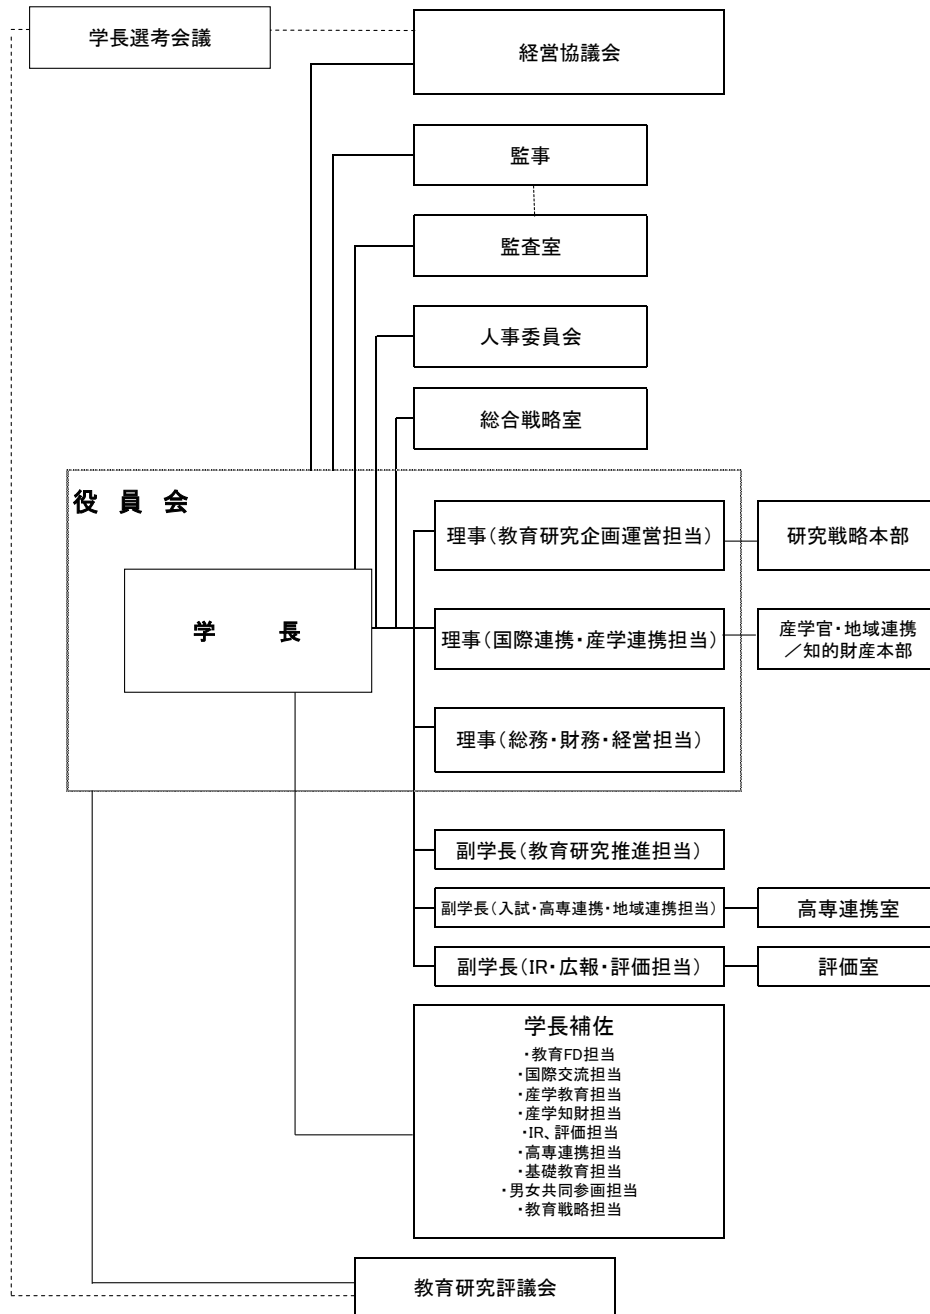 学長選考会議
経営協議会
監事
監査室
人事委員会
総合戦略室
役 員 会
学 長
理事(教育研究企画運営担当)
研究戦略本部
理事(国際連携・産学連携担当)
産学官・地域連携
/知的財産本部
理事(総務・財務・経営担当)
副学長(教育研究推進担当)
副学長(入試・高専連携・地域連携担当)
高専連携室
副学長(IR・広報・評価担当)
評価室
学長補佐
・教育FD担当
・国際交流担当
・産学教育担当
・産学知財担当
・IR、評価担当
・高専連携担当
・基礎教育担当
・男女共同参画担当
・教育戦略担当
教育研究評議会